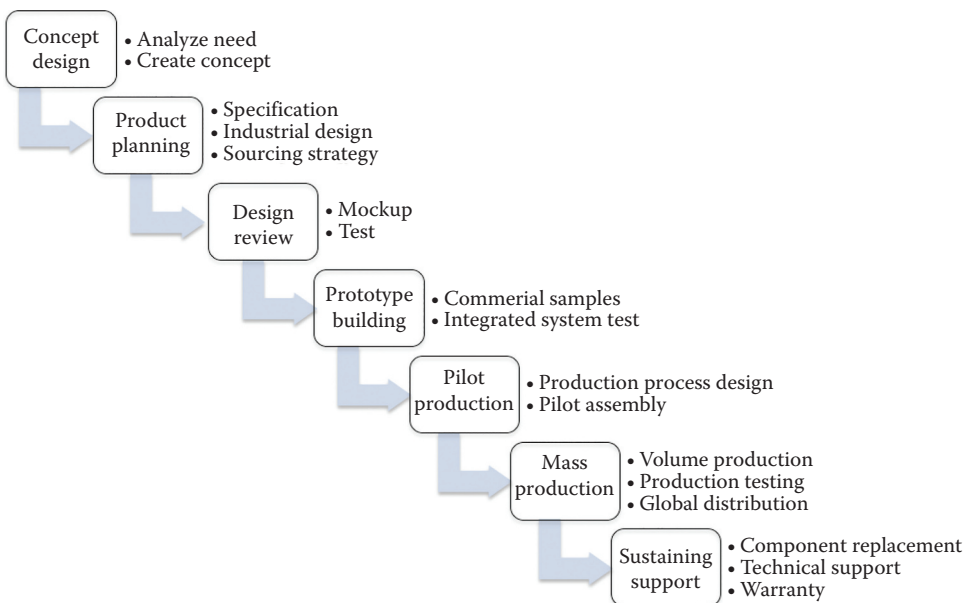 Concept
design
• Analyze need
• Create concept
Product
planning
• Specification
• Industrial design
• Sourcing strategy
Design
review
• Mockup
• Test
Prototype
building
• Commerial samples
• Integrated system test
Pilot
production
• Production process design
• Pilot assembly
Mass
production
• Volume production
• Production testing
• Global distribution
Sustaining
support
• Component replacement
• Technical support
• Warranty